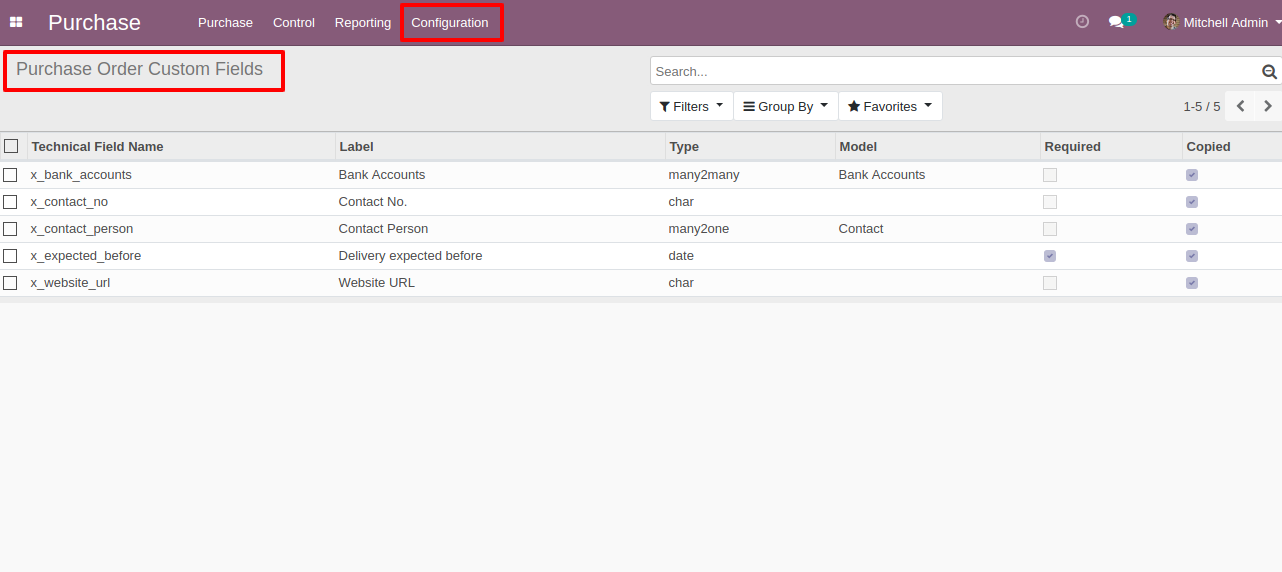 Purchase Purchase Control Reporting Configuration 1 Mitchell Admin
Purchase Order Custom Fields
Search...
Filters Group By Favorites 1-5 / 5
Technical Field Name Label Type Model Required Copied
x_bank_accounts Bank Accounts many2many Bank Accounts
x_contact_no Contact No. char
x_contact_person Contact Person many2one Contact
x_expected_before Delivery expected before date
x_website_url Website URL char